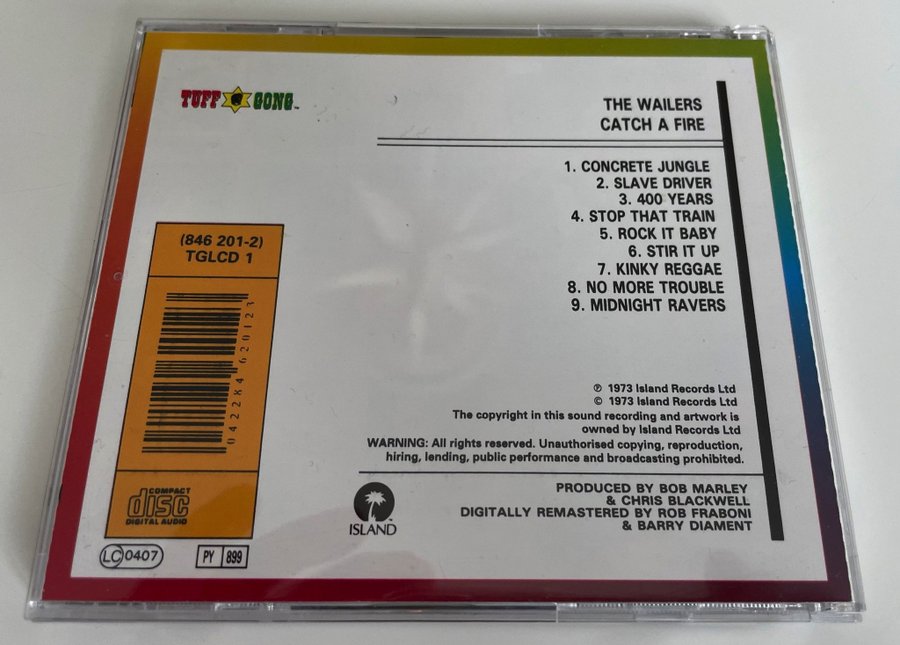 TUFF GONG™
THE WAILERS
CATCH A FIRE
1. CONCRETE JUNGLE
2. SLAVE DRIVER
3. 400 YEARS
4. STOP THAT TRAIN
5. ROCK IT BABY
6. STIR IT UP
7. KINKY REGGAE
8. NO MORE TROUBLE
9. MIDNIGHT RAVERS
(846 201-2)
TGLCD 1
042284620123
COMPACT
disc
DIGITAL AUDIO
LC 0407
PY 899
℗ 1973 Island Records Ltd
© 1973 Island Records Ltd
The copyright in this sound recording and artwork is
owned by Island Records Ltd
WARNING: All rights reserved. Unauthorised copying, reproduction,
hiring, lending, public performance and broadcasting prohibited.
ISLAND
PRODUCED BY BOB MARLEY
& CHRIS BLACKWELL
DIGITALLY REMASTERED BY ROB FRABONI
& BARRY DIAMENT